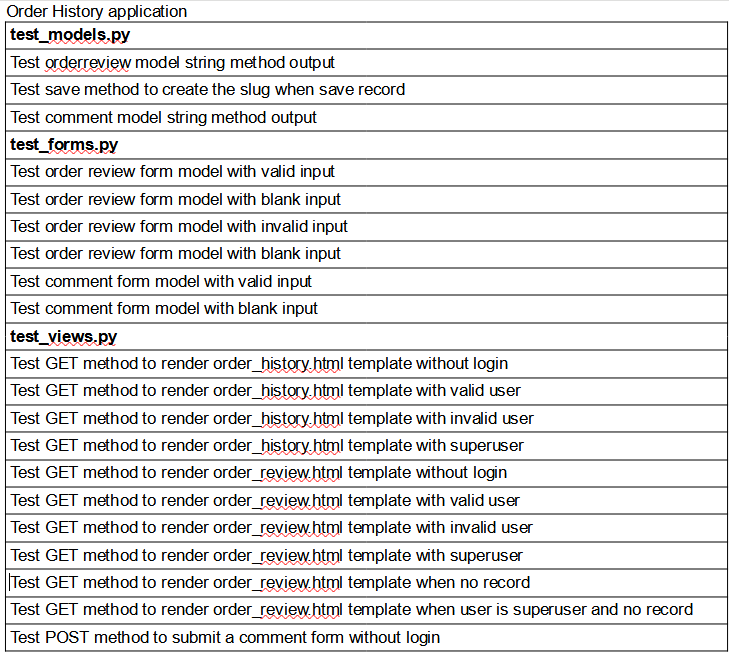 Order History application
test_models.py
Test orderreview model string method output
Test save method to create the slug when save record
Test comment model string method output
test_forms.py
Test order review form model with valid input
Test order review form model with blank input
Test order review form model with invalid input
Test order review form model with blank input
Test comment form model with valid input
Test comment form model with blank input
test_views.py
Test GET method to render order_history.html template without login
Test GET method to render order_history.html template with valid user
Test GET method to render order_history.html template with invalid user
Test GET method to render order_history.html template with superuser
Test GET method to render order_review.html template without login
Test GET method to render order_review.html template with valid user
Test GET method to render order_review.html template with invalid user
Test GET method to render order_review.html template with superuser
Test GET method to render order_review.html template when no record
Test GET method to render order_review.html template when user is superuser and no record
Test POST method to submit a comment form without login